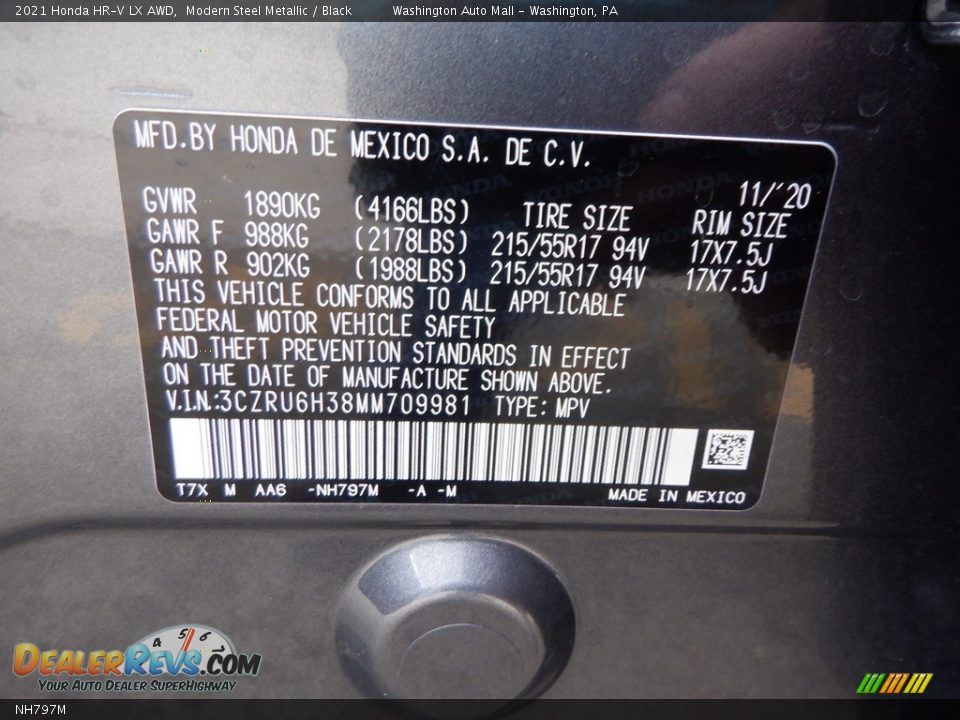 2021 Honda HR-V LX AWD, Modern Steel Metallic / Black Washington Auto Mall - Washington, PA
MFD.BY HONDA DE MEXICO S.A. DE C.V.
11/'20
GVWR 1890KG (4166LBS) TIRE SIZE RIM SIZE
GAWR F 988KG (2178LBS) 215/55R17 94V 17X7.5J
GAWR R 902KG (1988LBS) 215/55R17 94V 17X7.5J
THIS VEHICLE CONFORMS TO ALL APPLICABLE
FEDERAL MOTOR VEHICLE SAFETY
AND THEFT PREVENTION STANDARDS IN EFFECT
ON THE DATE OF MANUFACTURE SHOWN ABOVE.
V.I.N.:3CZRU6H38MM709981 TYPE: MPV
T7X M AA6 -NH797M -A -M MADE IN MEXICO
4 5 6
DEALERREVS.COM
YOUR AUTO DEALER SUPERHIGHWAY
NH797M